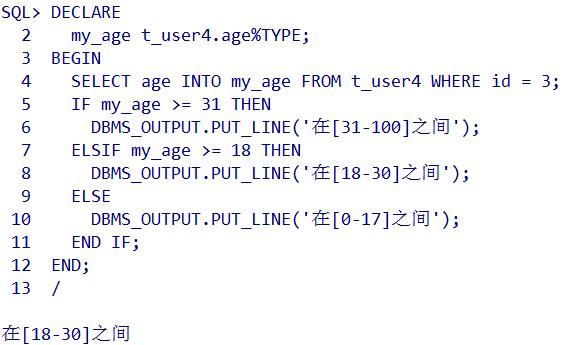 SQL> DECLARE
  2    my_age t_user4.age%TYPE;
  3  BEGIN
  4    SELECT age INTO my_age FROM t_user4 WHERE id = 3;
  5    IF my_age >= 31 THEN
  6      DBMS_OUTPUT.PUT_LINE('在[31-100]之间');
  7    ELSIF my_age >= 18 THEN
  8      DBMS_OUTPUT.PUT_LINE('在[18-30]之间');
  9    ELSE
 10      DBMS_OUTPUT.PUT_LINE('在[0-17]之间');
 11    END IF;
 12  END;
 13  /
在[18-30]之间